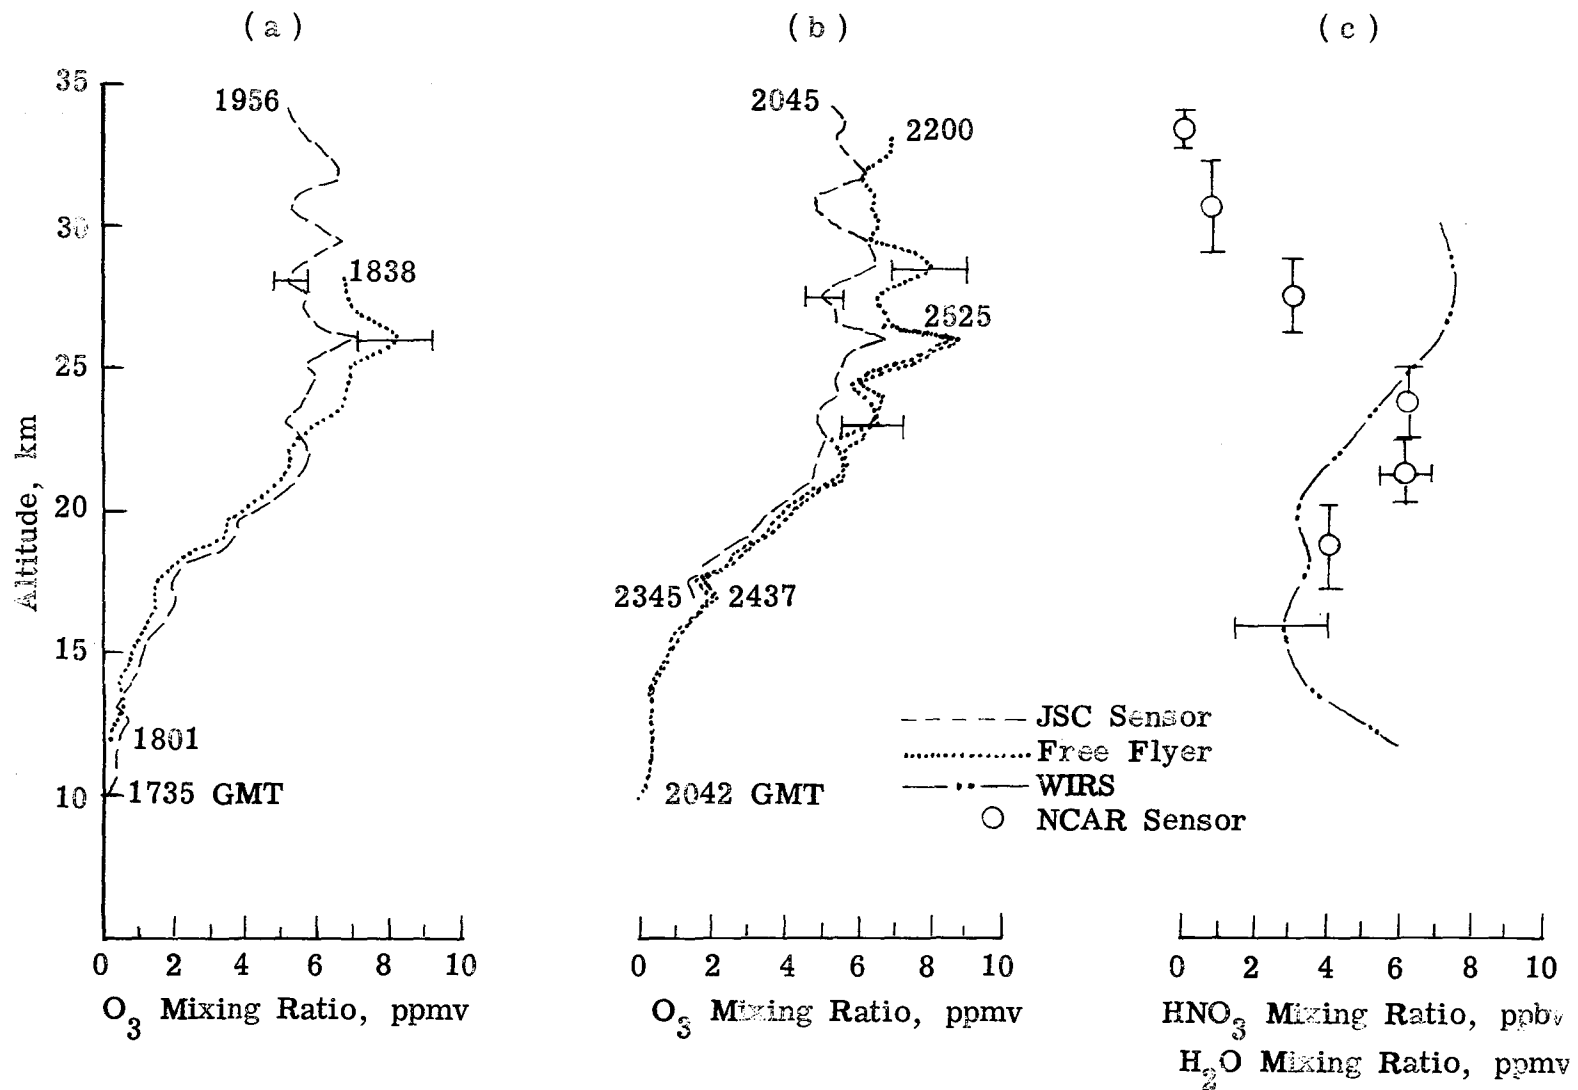 (a)
(b)
(c)
Altitude, km
35
30
25
20
15
10
1956
1838
1801
1735 GMT
0 2 4 6 8 10
O₃ Mixing Ratio, ppmv
2045
2200
2525
2345
2437
2042 GMT
0 2 4 6 8 10
O₃ Mixing Ratio, ppmv
JSC Sensor
Free Flyer
WIRS
NCAR Sensor
0 2 4 6 8 10
HNO₃ Mixing Ratio, ppbv
H₂O Mixing Ratio, ppmv